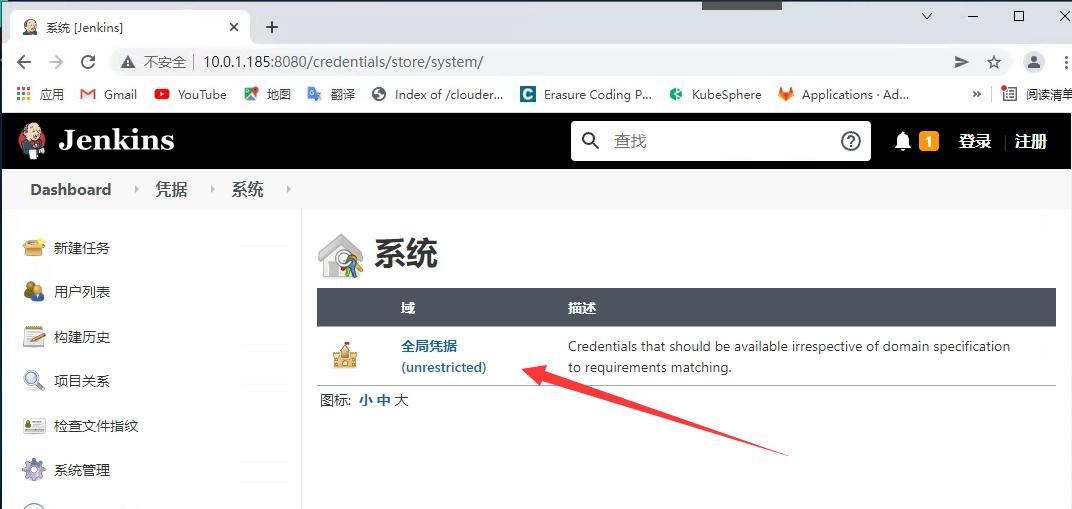 系统 [Jenkins]
不安全 10.0.1.185:8080/credentials/store/system/
应用 Gmail YouTube 地图 翻译 Index of /clouder... Erasure Coding P... KubeSphere Applications · Ad... » 阅读清单
Jenkins 查找 1 登录 注册
Dashboard 凭据 系统
新建任务
用户列表
构建历史
项目关系
检查文件指纹
系统管理
系统
域 描述
全局凭据
(unrestricted)
Credentials that should be available irrespective of domain specification
to requirements matching.
图标: 小 中 大